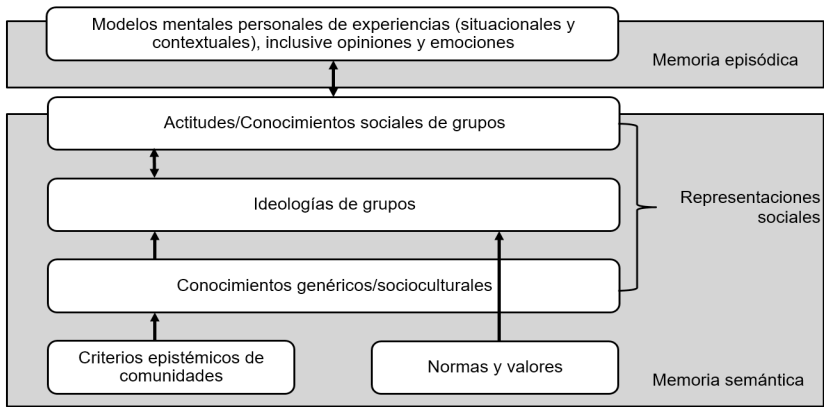 Modelos mentales personales de experiencias (situacionales y
contextuales), inclusive opiniones y emociones
Memoria episódica
Actitudes/Conocimientos sociales de grupos
Ideologías de grupos
Representaciones
sociales
Conocimientos genéricos/socioculturales
Criterios epistémicos de
comunidades
Normas y valores
Memoria semántica